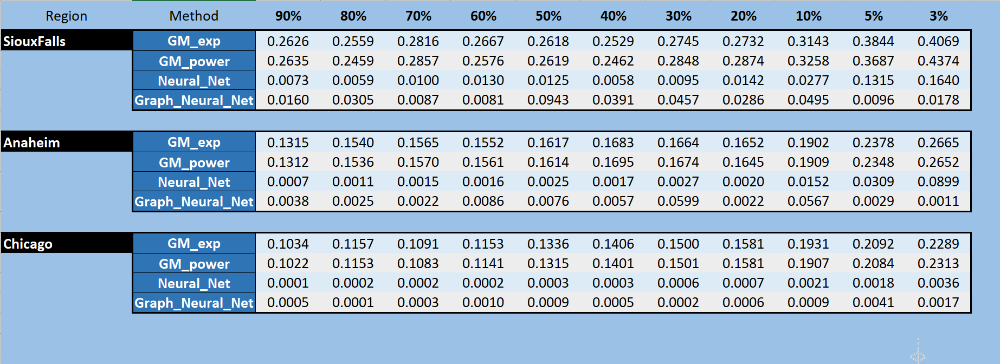 Region Method 90% 80% 70% 60% 50% 40% 30% 20% 10% 5% 3%
SiouxFalls GM_exp 0.2626 0.2559 0.2816 0.2667 0.2618 0.2529 0.2745 0.2732 0.3143 0.3844 0.4069
GM_power 0.2635 0.2459 0.2857 0.2576 0.2619 0.2462 0.2848 0.2874 0.3258 0.3687 0.4374
Neural_Net 0.0073 0.0059 0.0100 0.0130 0.0125 0.0058 0.0095 0.0142 0.0277 0.1315 0.1640
Graph_Neural_Net 0.0160 0.0305 0.0087 0.0081 0.0943 0.0391 0.0457 0.0286 0.0495 0.0096 0.0178
Anaheim GM_exp 0.1315 0.1540 0.1565 0.1552 0.1617 0.1683 0.1664 0.1652 0.1902 0.2378 0.2665
GM_power 0.1312 0.1536 0.1570 0.1561 0.1614 0.1695 0.1674 0.1645 0.1909 0.2348 0.2652
Neural_Net 0.0007 0.0011 0.0015 0.0016 0.0025 0.0017 0.0027 0.0020 0.0152 0.0309 0.0899
Graph_Neural_Net 0.0038 0.0025 0.0022 0.0086 0.0076 0.0057 0.0599 0.0022 0.0567 0.0029 0.0011
Chicago GM_exp 0.1034 0.1157 0.1091 0.1153 0.1336 0.1406 0.1500 0.1581 0.1931 0.2092 0.2289
GM_power 0.1022 0.1153 0.1083 0.1141 0.1315 0.1401 0.1501 0.1581 0.1907 0.2084 0.2313
Neural_Net 0.0001 0.0002 0.0002 0.0002 0.0003 0.0003 0.0006 0.0007 0.0021 0.0018 0.0036
Graph_Neural_Net 0.0005 0.0001 0.0003 0.0010 0.0009 0.0005 0.0002 0.0006 0.0009 0.0041 0.0017